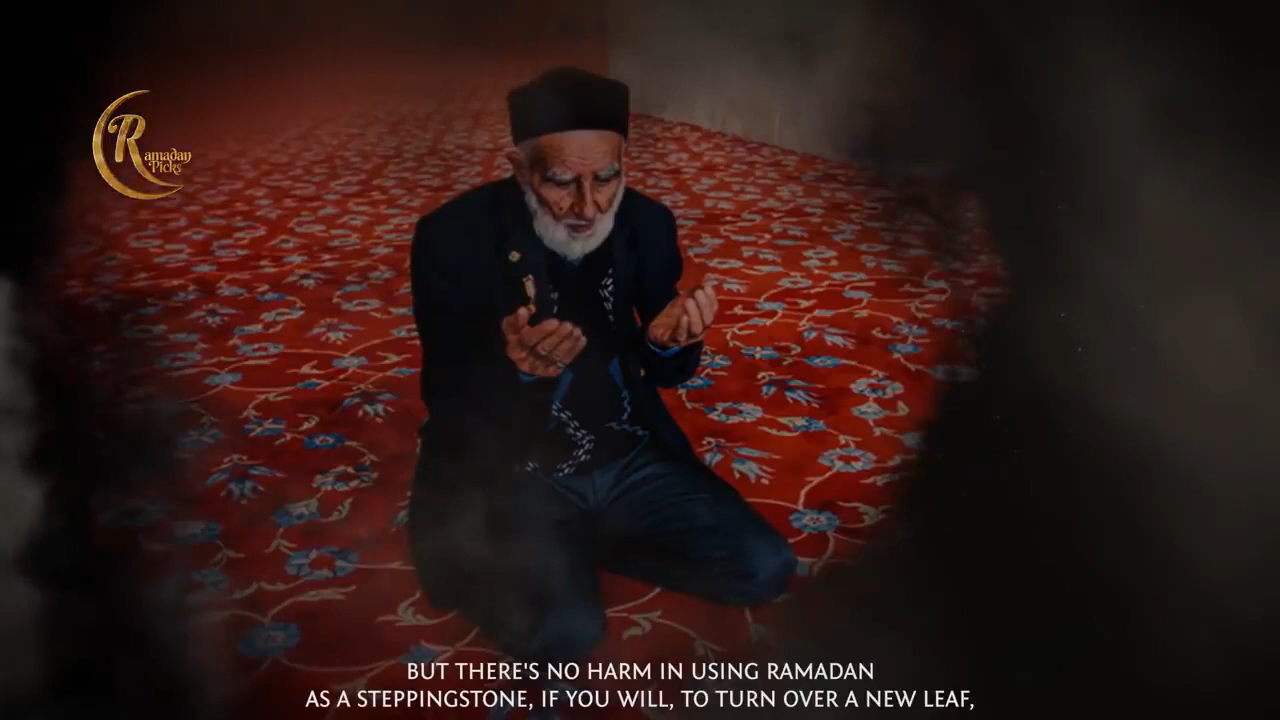 Ramadan
Picks
BUT THERE'S NO HARM IN USING RAMADAN
AS A STEPPINGSTONE, IF YOU WILL, TO TURN OVER A NEW LEAF,